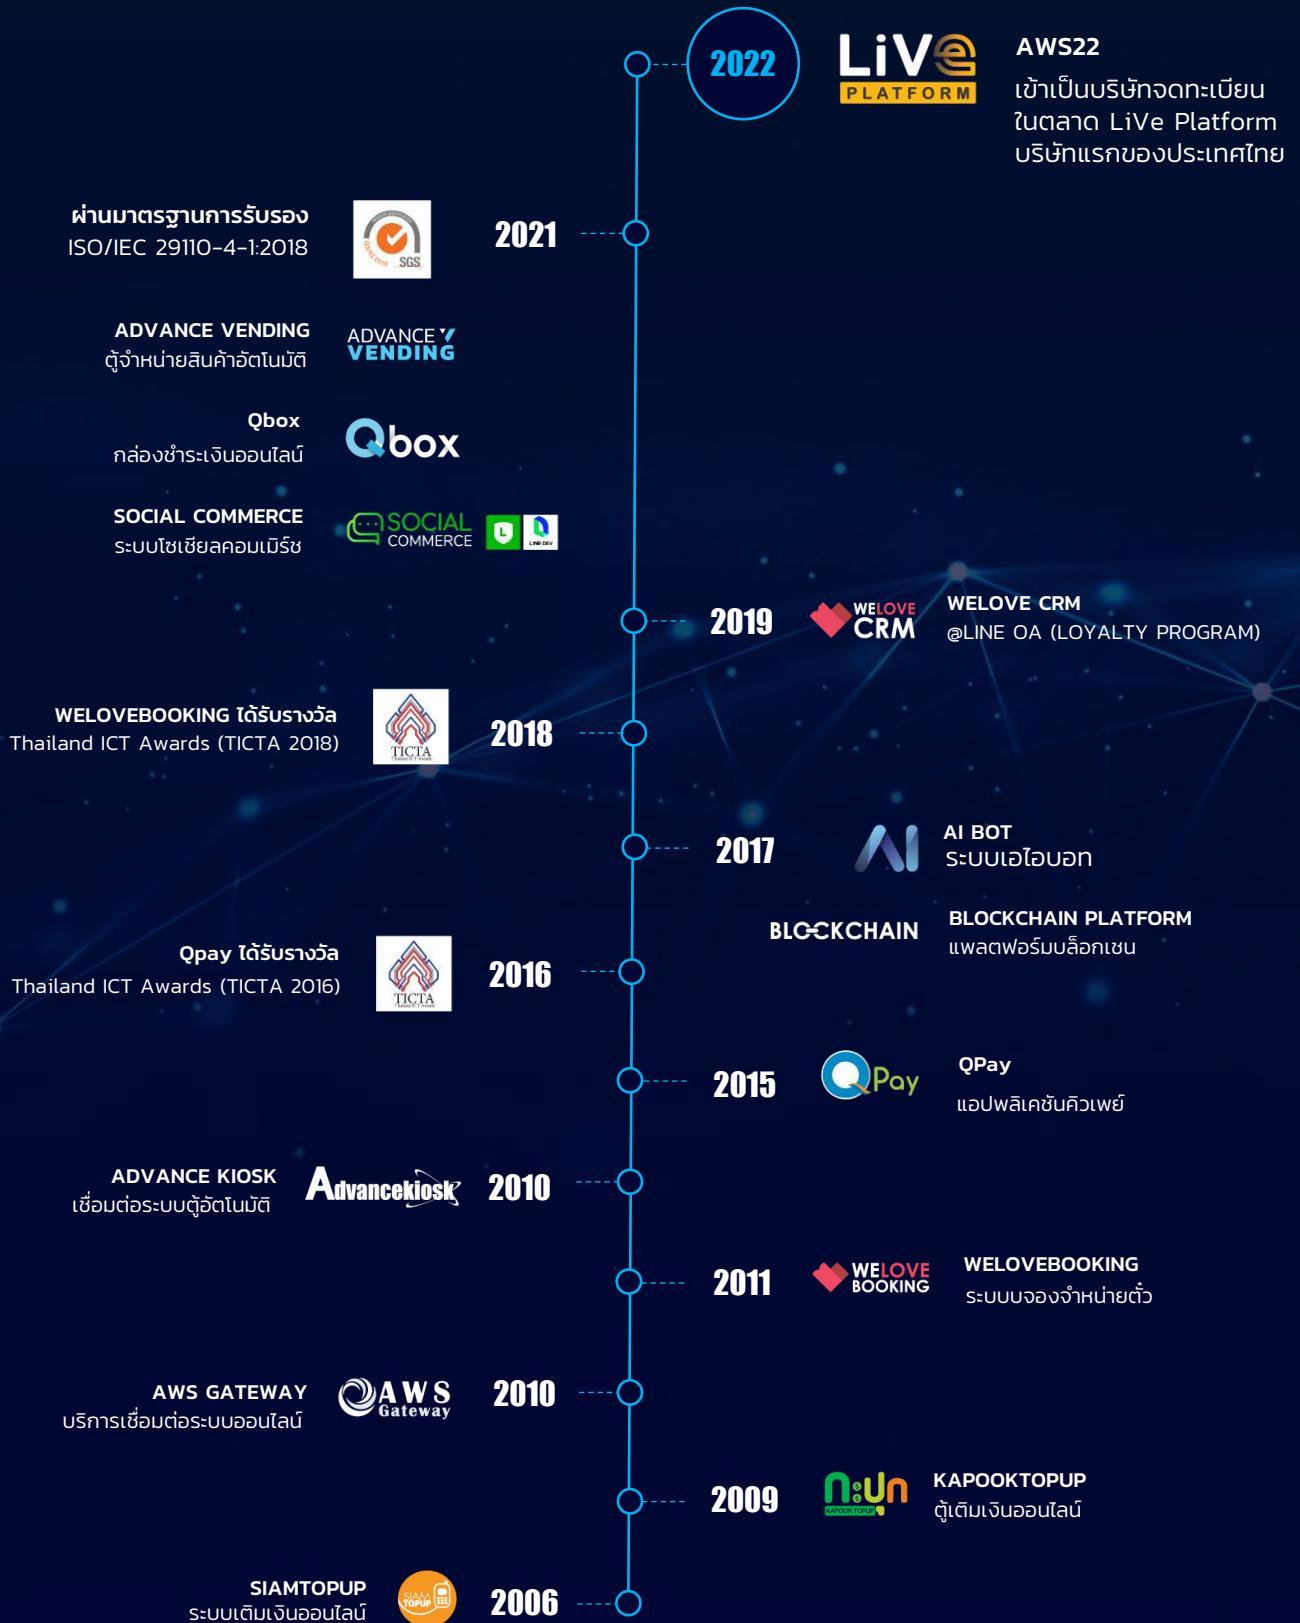 2022
LiVe
PLATFORM
AWS22
เข้าเป็นบริษัทจดทะเบียน
ในตลาด LiVe Platform
บริษัทแรกของประเทศไทย
ผ่านมาตรฐานการรับรอง
ISO/IEC 29110-4-1:2018
SGS
2021
ADVANCE VENDING
ตู้จำหน่ายสินค้าอัตโนมัติ
ADVANCE
VENDING
Qbox
กล่องชำระเงินออนไลน์
Qbox
SOCIAL COMMERCE
ระบบโซเชียลคอมเมิร์ซ
SOCIAL
COMMERCE
L
LINE DEV
2019
WELOVE
CRM
WELOVE CRM
@LINE OA (LOYALTY PROGRAM)
WELOVEBOOKING ได้รับรางวัล
Thailand ICT Awards (TICTA 2018)
TICTA
Thailand ICT Awards
2018
2017
AI
AI BOT
ระบบเอไอบอท
BLOCKCHAIN
BLOCKCHAIN PLATFORM
แพลตฟอร์มบล็อกเชน
Qpay ได้รับรางวัล
Thailand ICT Awards (TICTA 2016)
TICTA
Thailand ICT Awards
2016
2015
QPay
QPay
แอปพลิเคชันคิวเพย์
ADVANCE KIOSK
เชื่อมต่อระบบตู้อัตโนมัติ
Advancekiosk
2010
2011
WELOVE
BOOKING
WELOVEBOOKING
ระบบบจองจำหน่ายตั๋ว
AWS GATEWAY
บริการเชื่อมต่อระบบออนไลน์
AWS
Gateway
2010
2009
กะปุก
KAPOOKTOPUP
KAPOOKTOPUP
ตู้เติมเงินออนไลน์
SIAMTOPUP
ระบบเติมเงินออนไลน์
SIAM
TOPUP
2006